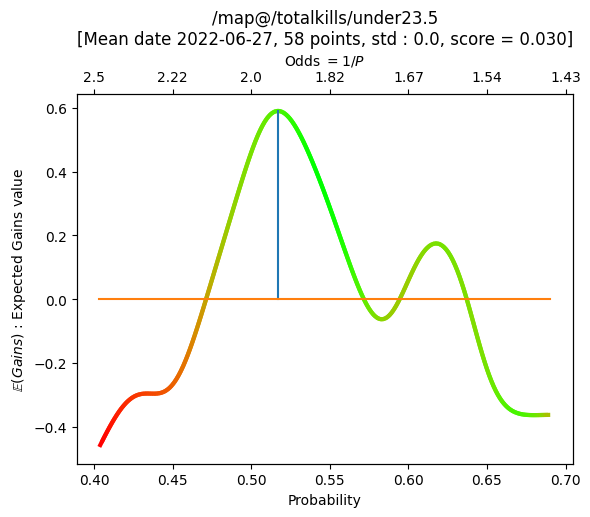 /map@/totalkills/under23.5
[Mean date 2022-06-27, 58 points, std : 0.0, score = 0.030]
Odds = 1/P
2.5 2.22 2.0 1.82 1.67 1.54 1.43
0.6
0.4
0.2
0.0
−0.2
−0.4
𝔼(Gains) : Expected Gains value
0.40 0.45 0.50 0.55 0.60 0.65 0.70
Probability